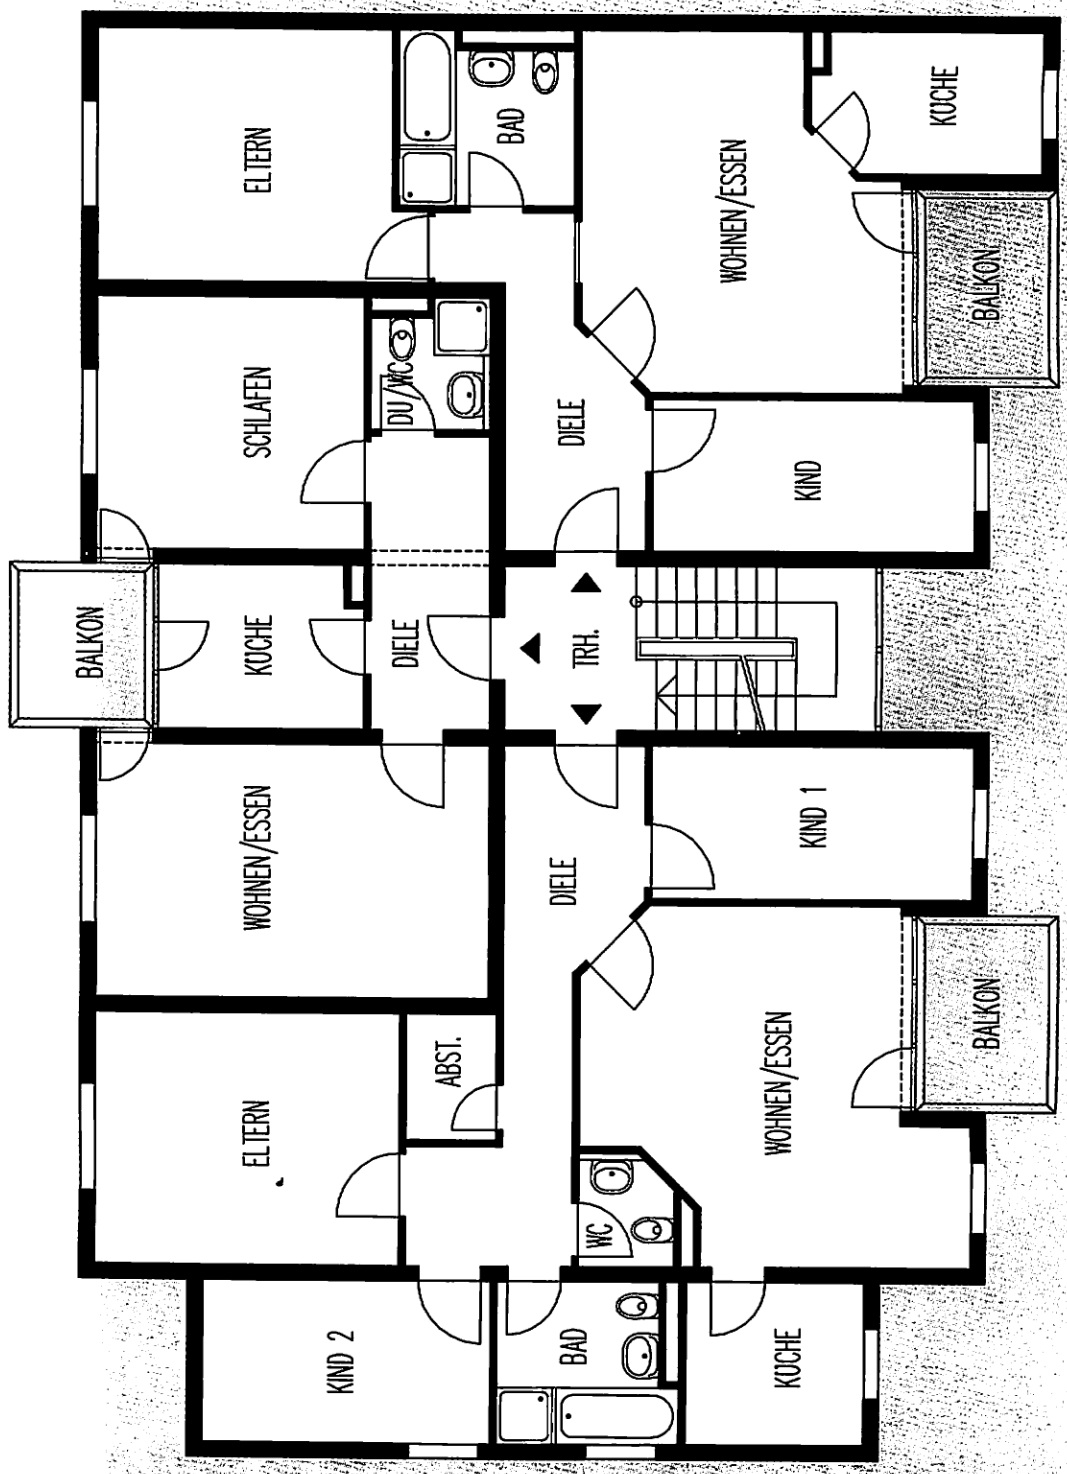 ELTERN
BAD
WOHNEN/ESSEN
KÜCHE
BALKON
SCHLAFEN
DU/WC
DIELE
KIND
BALKON
KÜCHE
DIELE
TRH.
WOHNEN/ESSEN
DIELE
KIND 1
ELTERN
ABST.
WOHNEN/ESSEN
BALKON
WC
KIND 2
BAD
KÜCHE